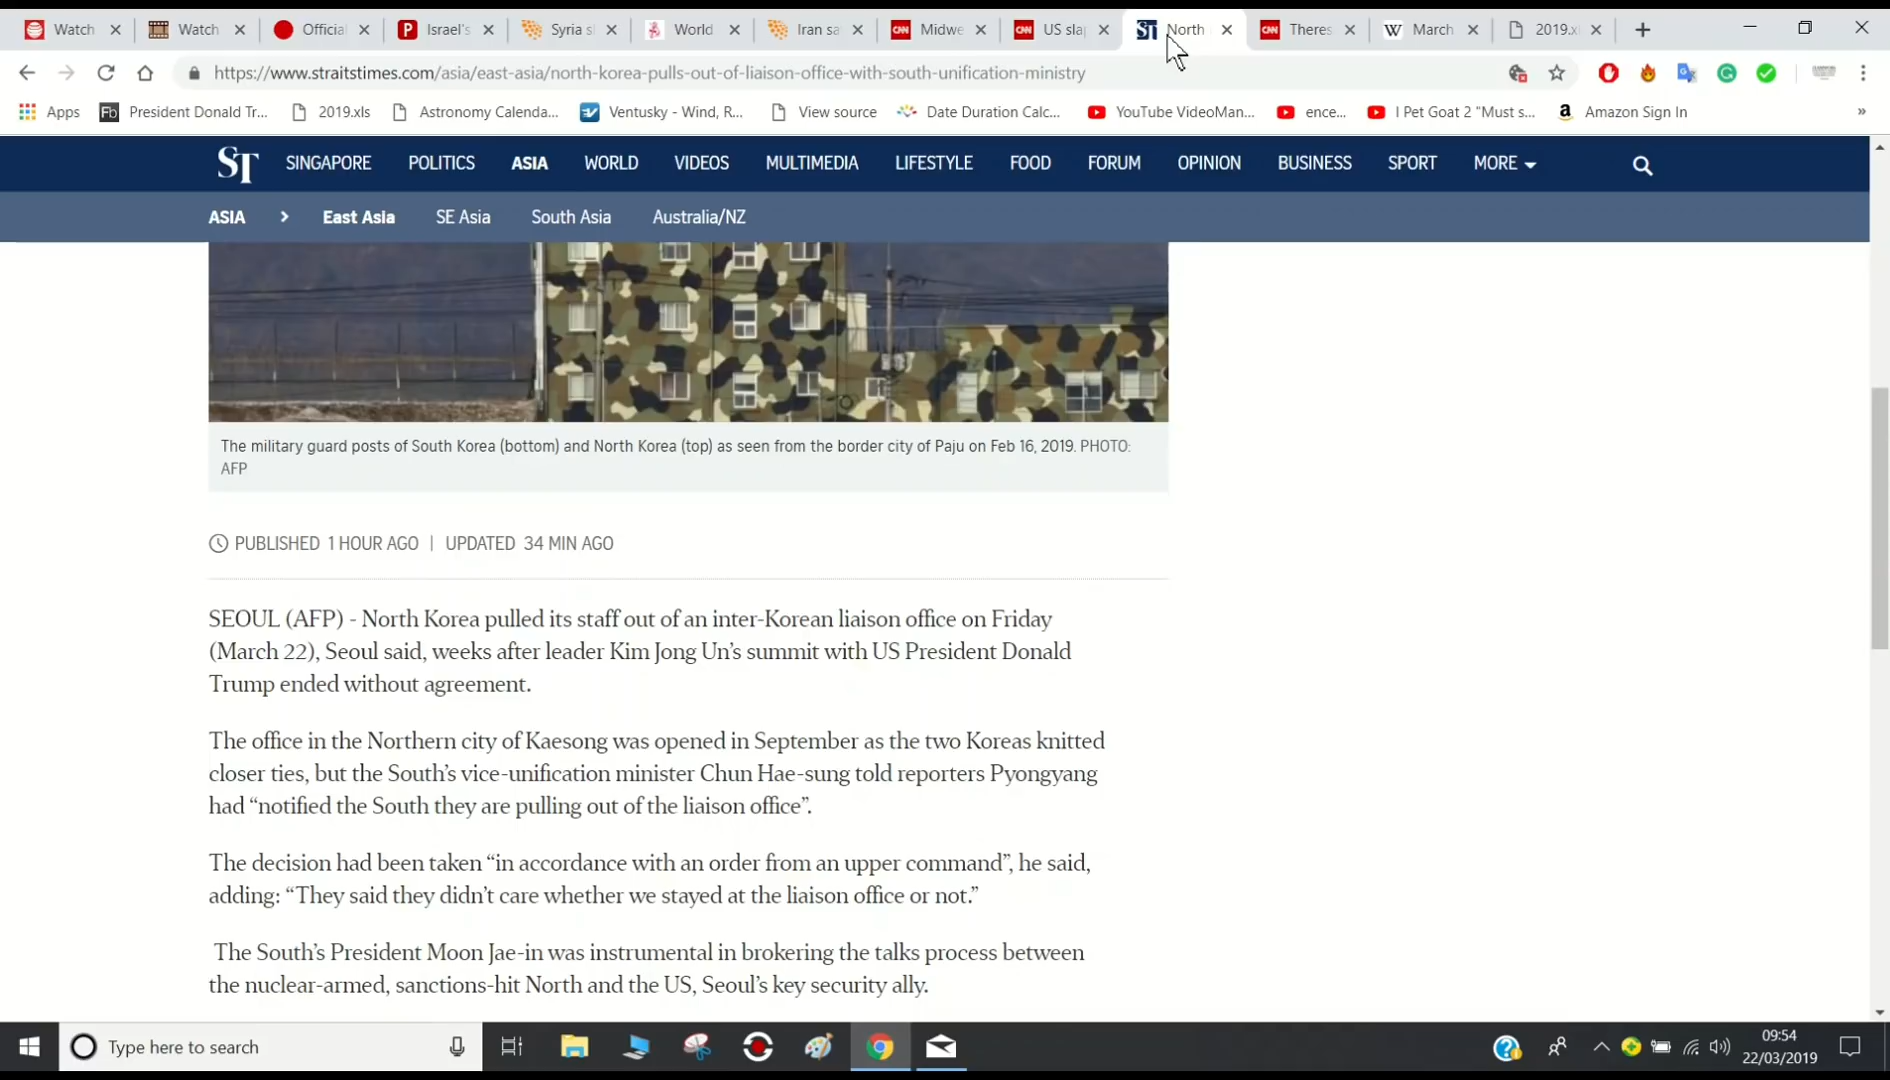 Watch
Watch
Official
Israel's
Syria s
World
Iran sa
Midwe
US slap
North
Theres
March
2019.x
https://www.straitstimes.com/asia/east-asia/north-korea-pulls-out-of-liaison-office-with-south-unification-ministry
Apps
President Donald Tr...
2019.xls
Astronomy Calenda...
Ventusky - Wind, R...
View source
Date Duration Calc...
YouTube VideoMan...
ence...
I Pet Goat 2 "Must s...
Amazon Sign In
»
ST SINGAPORE POLITICS ASIA WORLD VIDEOS MULTIMEDIA LIFESTYLE FOOD FORUM OPINION BUSINESS SPORT MORE
ASIA > East Asia SE Asia South Asia Australia/NZ
The military guard posts of South Korea (bottom) and North Korea (top) as seen from the border city of Paju on Feb 16, 2019. PHOTO:
AFP
PUBLISHED 1 HOUR AGO | UPDATED 34 MIN AGO
SEOUL (AFP) - North Korea pulled its staff out of an inter-Korean liaison office on Friday
(March 22), Seoul said, weeks after leader Kim Jong Un's summit with US President Donald
Trump ended without agreement.
The office in the Northern city of Kaesong was opened in September as the two Koreas knitted
closer ties, but the South's vice-unification minister Chun Hae-sung told reporters Pyongyang
had “notified the South they are pulling out of the liaison office”.
The decision had been taken “in accordance with an order from an upper command”, he said,
adding: “They said they didn't care whether we stayed at the liaison office or not.”
The South's President Moon Jae-in was instrumental in brokering the talks process between
the nuclear-armed, sanctions-hit North and the US, Seoul's key security ally.
Type here to search
09:54
22/03/2019